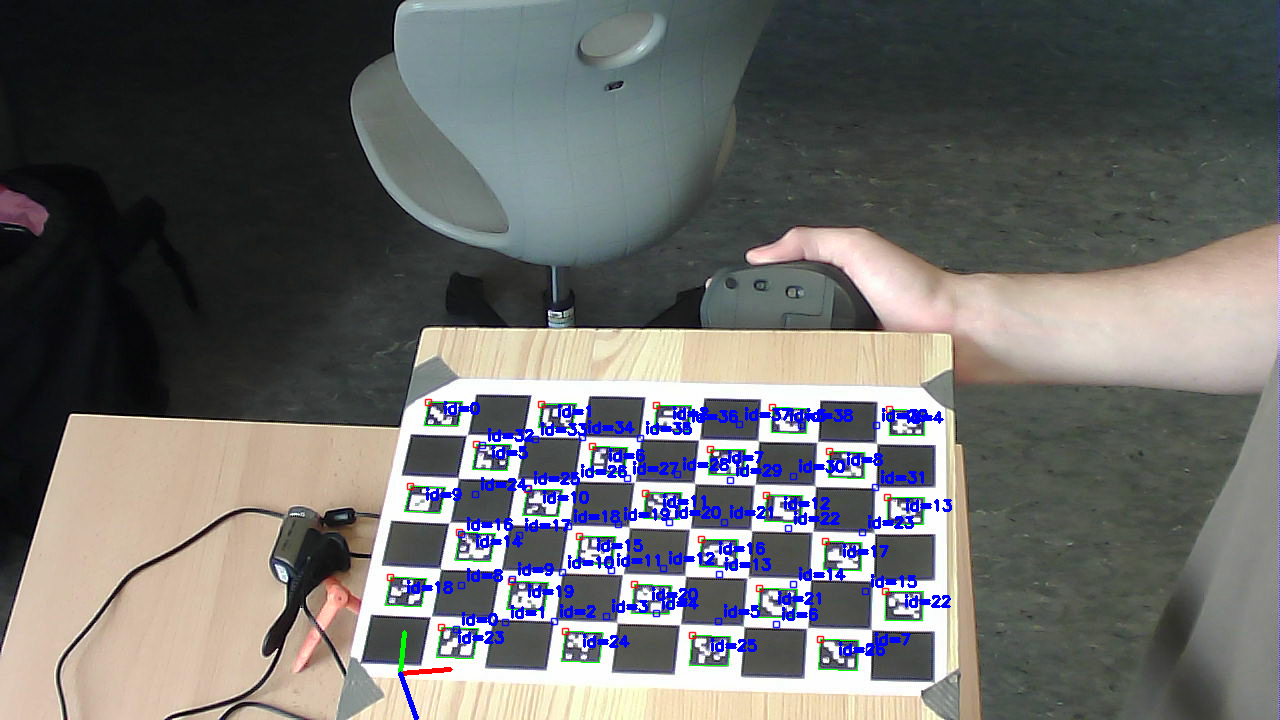 id=0 id=1 id=36 id=37 id=38 id=4
id=32 id=33 id=34 id=35
id=5 id=6 id=7 id=8
id=24 id=25 id=26 id=27 id=28 id=29 id=30 id=31
id=9 id=10 id=11 id=12 id=13
id=16 id=17 id=18 id=19 id=20 id=21 id=22 id=23
id=14 id=15 id=16 id=17
id=8 id=9 id=10 id=11 id=12 id=13 id=14 id=15
id=18 id=19 id=20 id=21 id=22
id=0 id=1 id=2 id=3 id=4 id=5 id=6 id=7
id=23 id=24 id=25 id=26